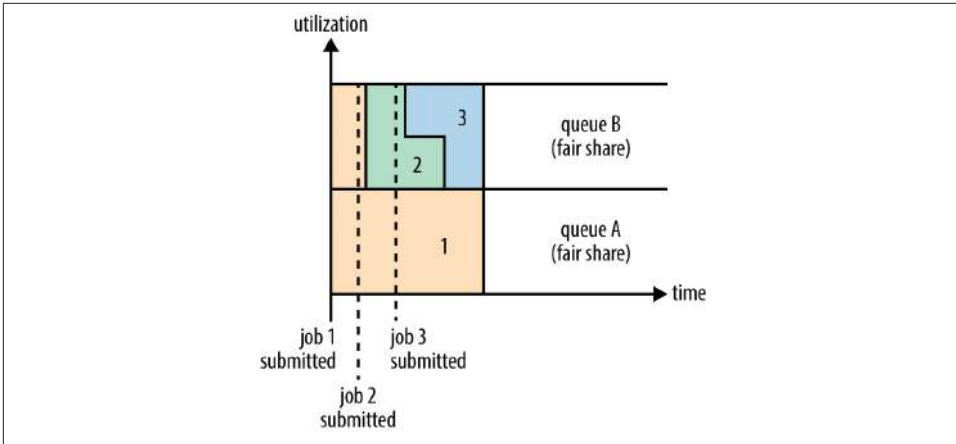 utilization
3
queue B
(fair share)
2
1
queue A
(fair share)
time
job 1
submitted
job 3
submitted
job 2
submitted